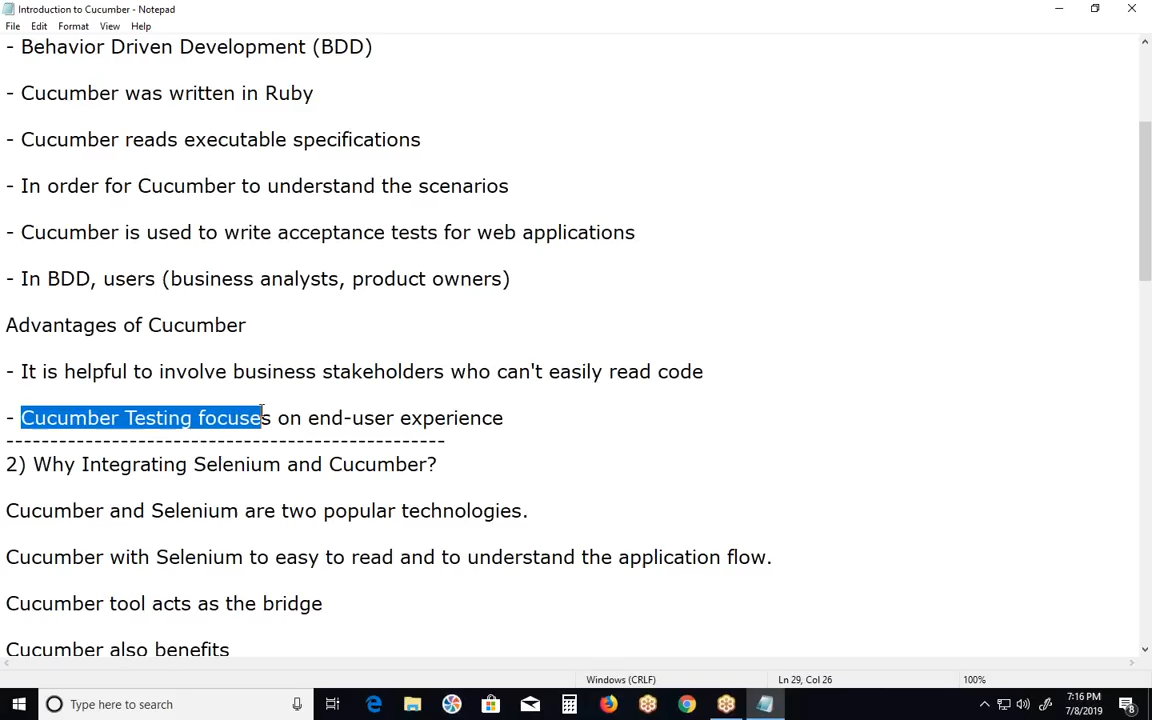 Introduction to Cucumber - Notepad
File Edit Format View Help
- Behavior Driven Development (BDD)
- Cucumber was written in Ruby
- Cucumber reads executable specifications
- In order for Cucumber to understand the scenarios
- Cucumber is used to write acceptance tests for web applications
- In BDD, users (business analysts, product owners)
Advantages of Cucumber
- It is helpful to involve business stakeholders who can't easily read code
- Cucumber Testing focuses on end-user experience
--------------------------------------------------
2) Why Integrating Selenium and Cucumber?
Cucumber and Selenium are two popular technologies.
Cucumber with Selenium to easy to read and to understand the application flow.
Cucumber tool acts as the bridge
Cucumber also benefits
Windows (CRLF) Ln 29, Col 26 100%
Type here to search
7:16 PM
7/8/2019
8